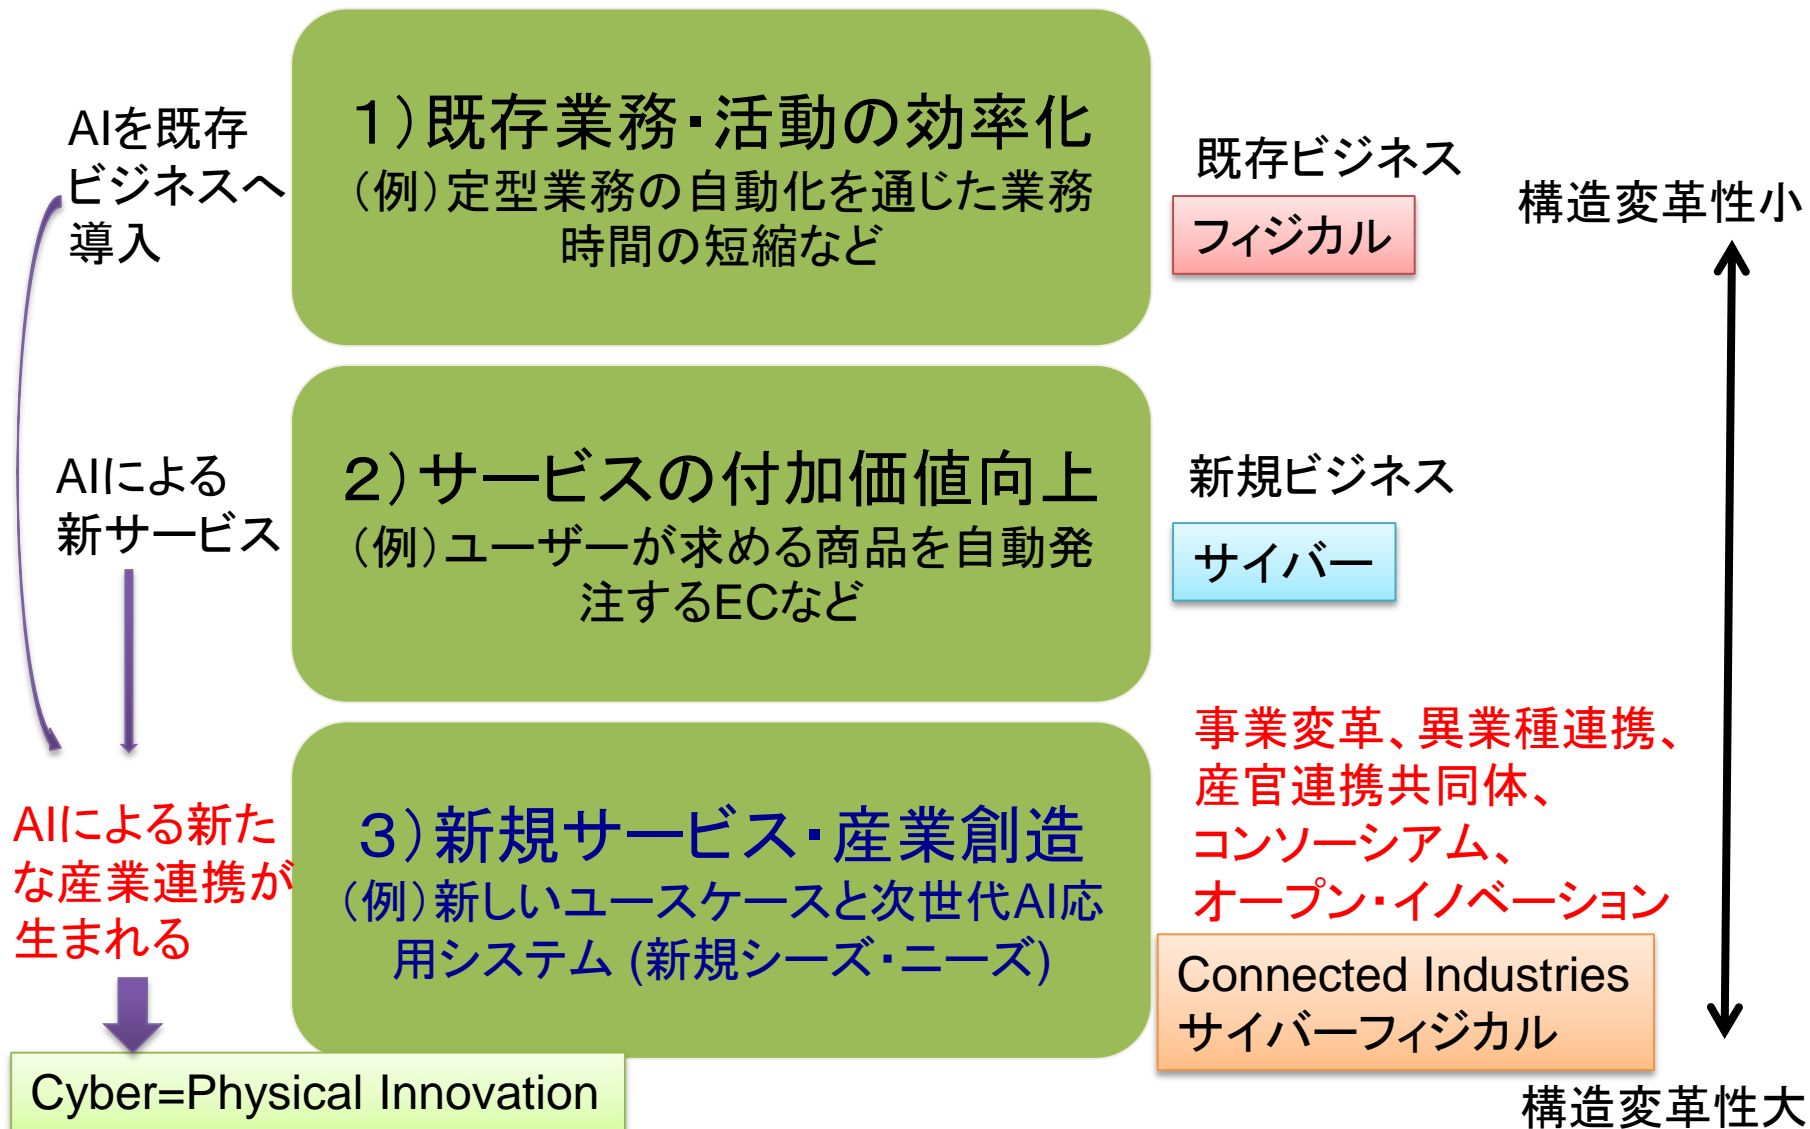 AIを既存
ビジネスへ
導入
１）既存業務・活動の効率化
（例）定型業務の自動化を通じた業務
時間の短縮など
既存ビジネス
フィジカル
構造変革性小
AIによる
新サービス
２）サービスの付加価値向上
（例）ユーザーが求める商品を自動発
注するECなど
新規ビジネス
サイバー
AIによる新た
な産業連携が
生まれる
３）新規サービス・産業創造
（例）新しいユースケースと次世代AI応
用システム (新規シーズ・ニーズ)
事業変革、異業種連携、
産官連携共同体、
コンソーシアム、
オープン・イノベーション
Connected Industries
サイバーフィジカル
Cyber=Physical Innovation
構造変革性大